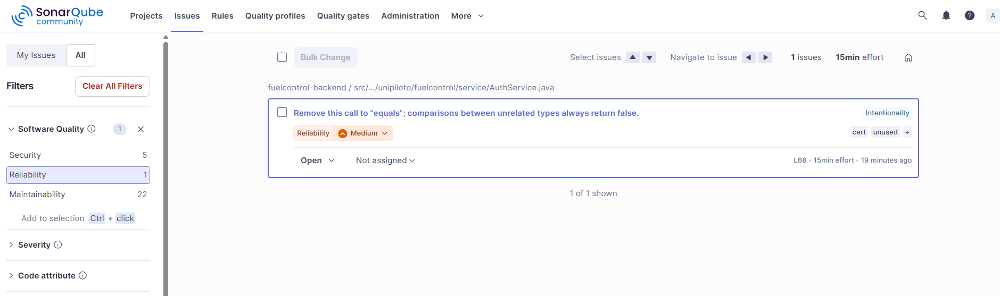 SonarQube community
Projects Issues Rules Quality profiles Quality gates Administration More
A
My Issues All
Filters Clear All Filters
Software Quality 1
Security 5
Reliability 1
Maintainability 22
Add to selection Ctrl + click
Severity
Code attribute
Bulk Change Select issues Navigate to issue 1 issues 15min effort
fuelcontrol-backend / src/.../unipiloto/fuelcontrol/service/AuthService.java
Remove this call to "equals"; comparisons between unrelated types always return false. Intentionality
Reliability Medium cert unused +
Open Not assigned L68 • 15min effort • 19 minutes ago
1 of 1 shown